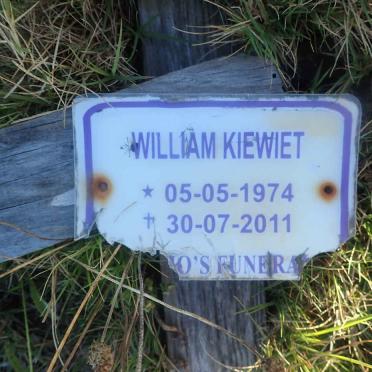 WILLIAM KIEWIET
★ 05-05-1974
✝ 30-07-2011
O'S FUNERA